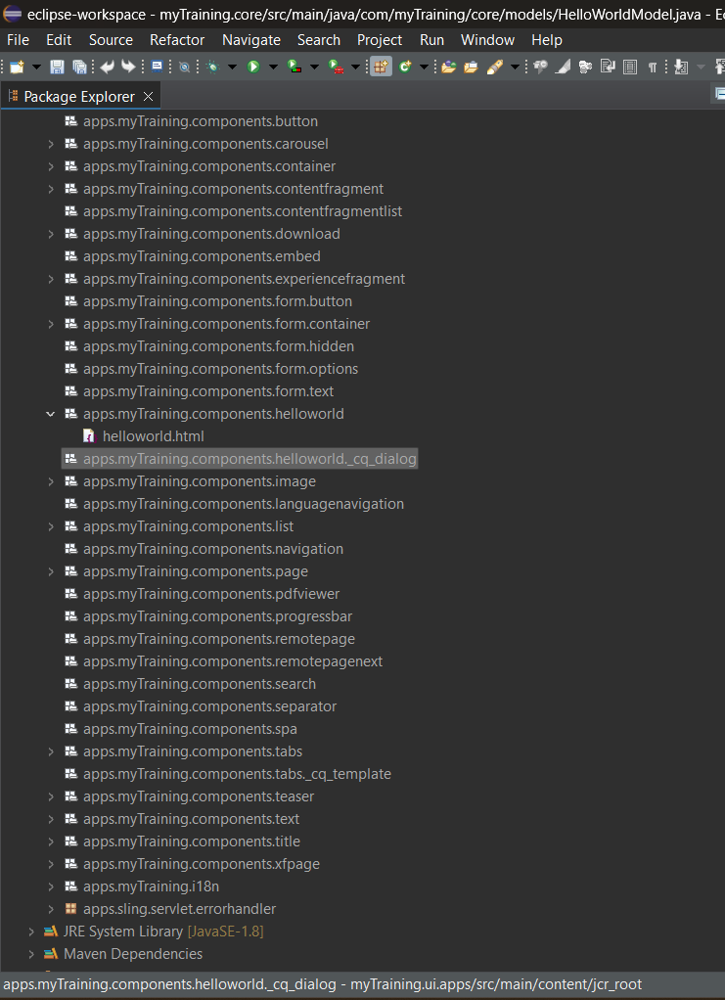 eclipse-workspace - myTraining.core/src/main/java/com/myTraining/core/models/HelloWorldModel.java - Ec
File Edit Source Refactor Navigate Search Project Run Window Help
Package Explorer
apps.myTraining.components.button
apps.myTraining.components.carousel
apps.myTraining.components.container
apps.myTraining.components.contentfragment
apps.myTraining.components.contentfragmentlist
apps.myTraining.components.download
apps.myTraining.components.embed
apps.myTraining.components.experiencefragment
apps.myTraining.components.form.button
apps.myTraining.components.form.container
apps.myTraining.components.form.hidden
apps.myTraining.components.form.options
apps.myTraining.components.form.text
apps.myTraining.components.helloworld
helloworld.html
apps.myTraining.components.helloworld._cq_dialog
apps.myTraining.components.image
apps.myTraining.components.languagenavigation
apps.myTraining.components.list
apps.myTraining.components.navigation
apps.myTraining.components.page
apps.myTraining.components.pdfviewer
apps.myTraining.components.progressbar
apps.myTraining.components.remotepage
apps.myTraining.components.remotepagenext
apps.myTraining.components.search
apps.myTraining.components.separator
apps.myTraining.components.spa
apps.myTraining.components.tabs
apps.myTraining.components.tabs._cq_template
apps.myTraining.components.teaser
apps.myTraining.components.text
apps.myTraining.components.title
apps.myTraining.components.xfpage
apps.myTraining.i18n
apps.sling.servlet.errorhandler
JRE System Library [JavaSE-1.8]
Maven Dependencies
apps.myTraining.components.helloworld._cq_dialog - myTraining.ui.apps/src/main/content/jcr_root